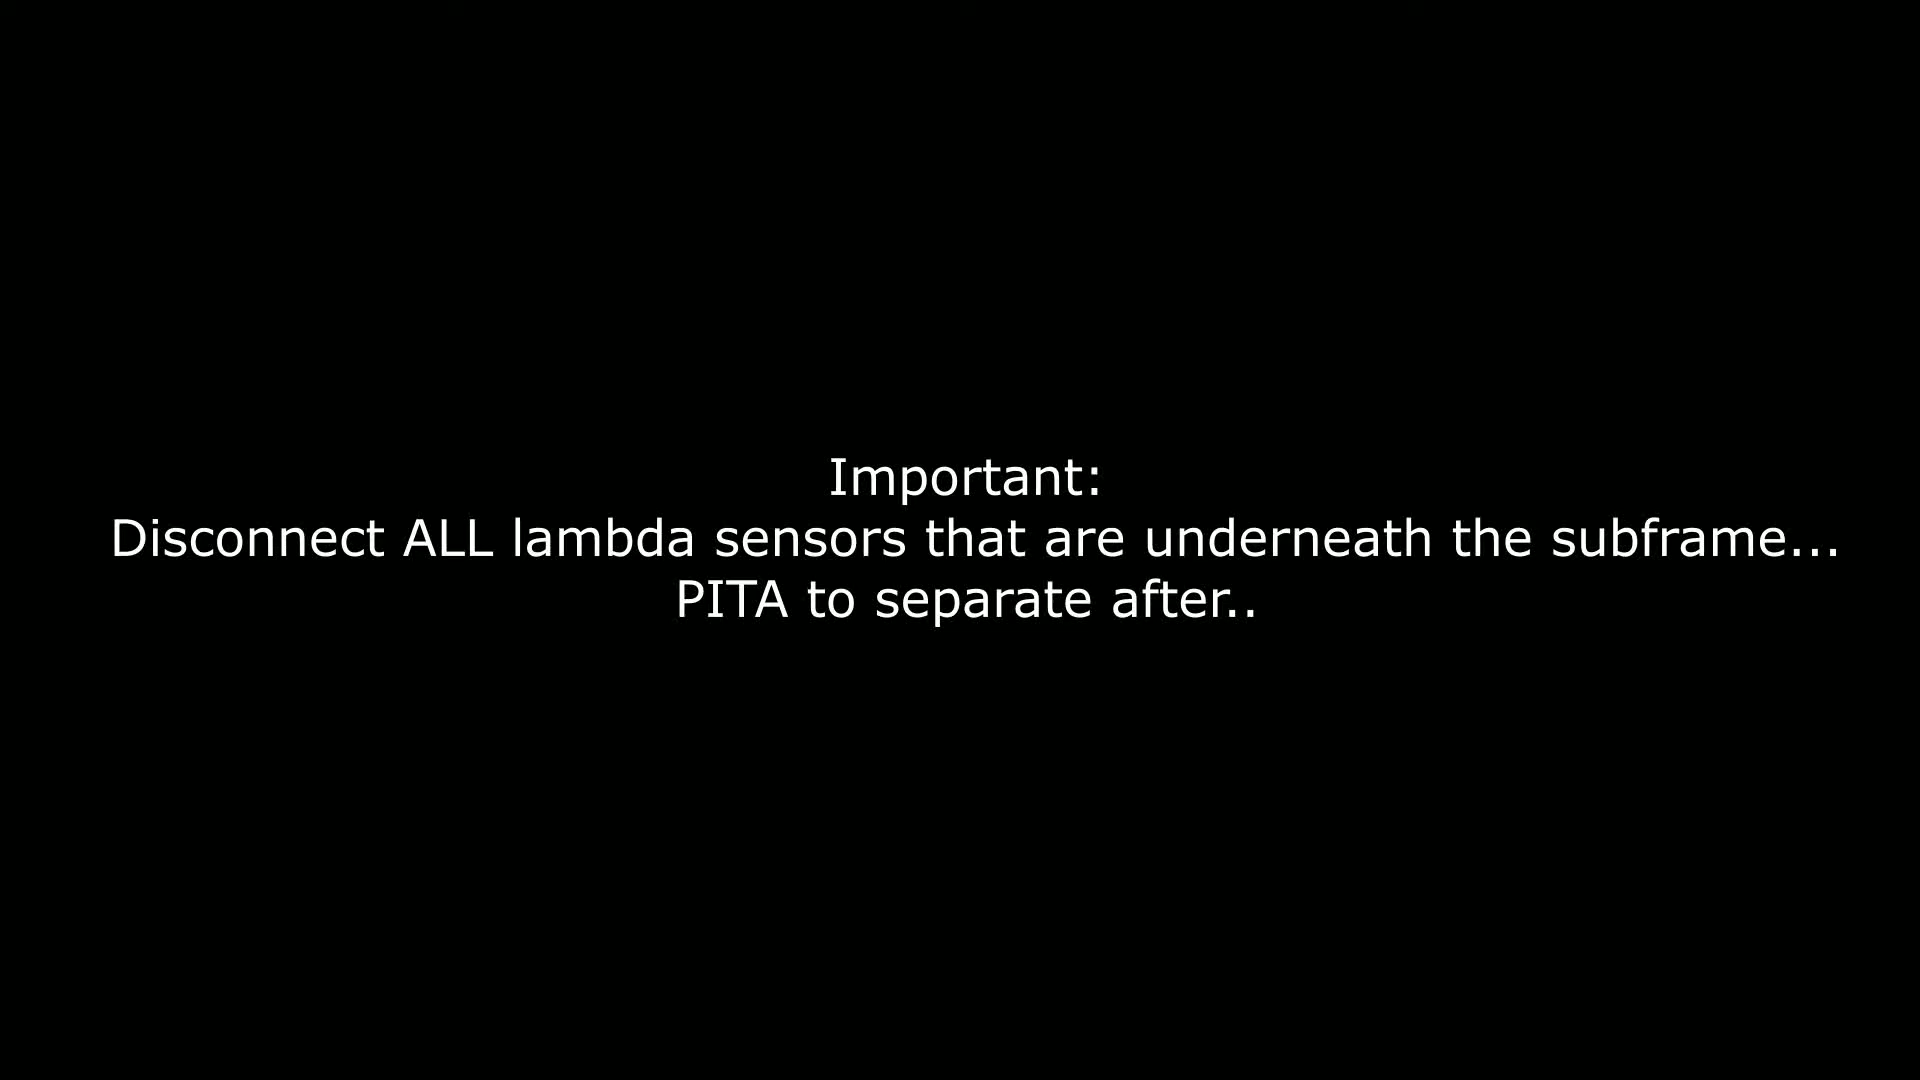 Important:
Disconnect ALL lambda sensors that are underneath the subframe...
PITA to separate after..